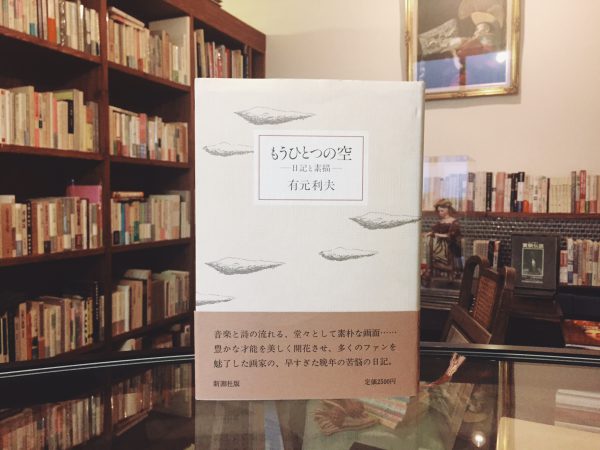 もうひとつの空
―日記と素描―
有元利夫
音楽と詩の流れる、堂々として素朴な画面……
豊かな才能を美しく開花させ、多くのファンを
魅了した画家の、早すぎた晩年の苦悩の日記。
新潮社版
定価2500円